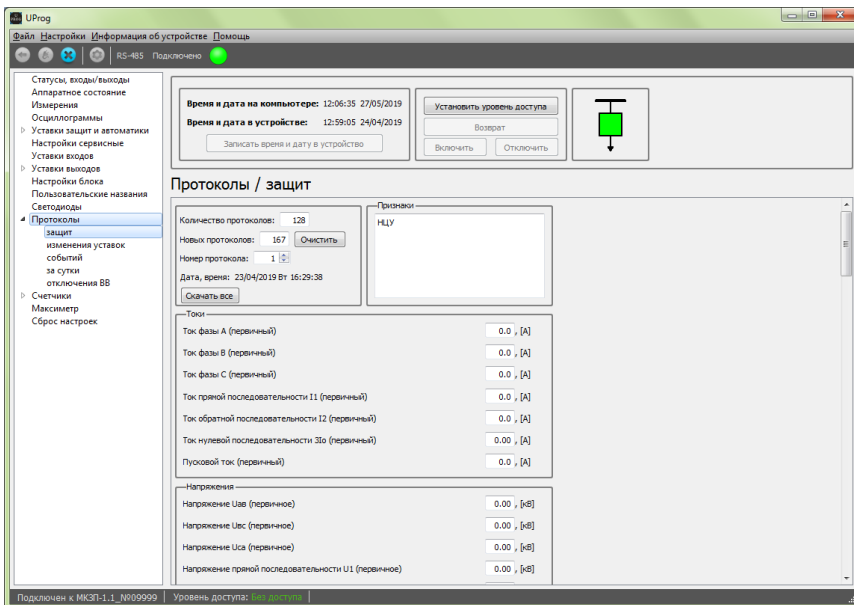 UProg
Файл Настройки Информация об устройстве Помощь
RS-485 Подключено
Статусы, входы/выходы
Аппаратное состояние
Измерения
Осциллограммы
Уставки защит и автоматики
Настройки сервисные
Уставки входов
Уставки выходов
Настройки блока
Пользовательские названия
Светодиоды
Протоколы
защит
изменения уставок
событий
за сутки
отключения ВВ
Счетчики
Максиметр
Сброс настроек
Время и дата на компьютере: 12:06:35 27/05/2019
Время и дата в устройстве: 12:59:05 24/04/2019
Записать время и дату в устройство
Установить уровень доступа
Возврат
Включить Отключить
Протоколы / защит
Количество протоколов: 128
Новых протоколов: 167 Очистить
Номер протокола: 1
Дата, время: 23/04/2019 Вт 16:29:38
Скачать все
Признаки
НЦУ
Токи
Ток фазы А (первичный) 0.0 , [А]
Ток фазы В (первичный) 0.0 , [А]
Ток фазы С (первичный) 0.0 , [А]
Ток прямой последовательности I1 (первичный) 0.0 , [А]
Ток обратной последовательности I2 (первичный) 0.0 , [А]
Ток нулевой последовательности 3Io (первичный) 0.00 , [А]
Пусковой ток (первичный) 0.0 , [А]
Напряжения
Напряжение Uав (первичное) 0.00 , [кВ]
Напряжение Uвс (первичное) 0.00 , [кВ]
Напряжение Uса (первичное) 0.00 , [кВ]
Напряжение прямой последовательности U1 (первичное) 0.00 , [кВ]
Подключен к МКЗП-1.1_№09999 Уровень доступа: Без доступа